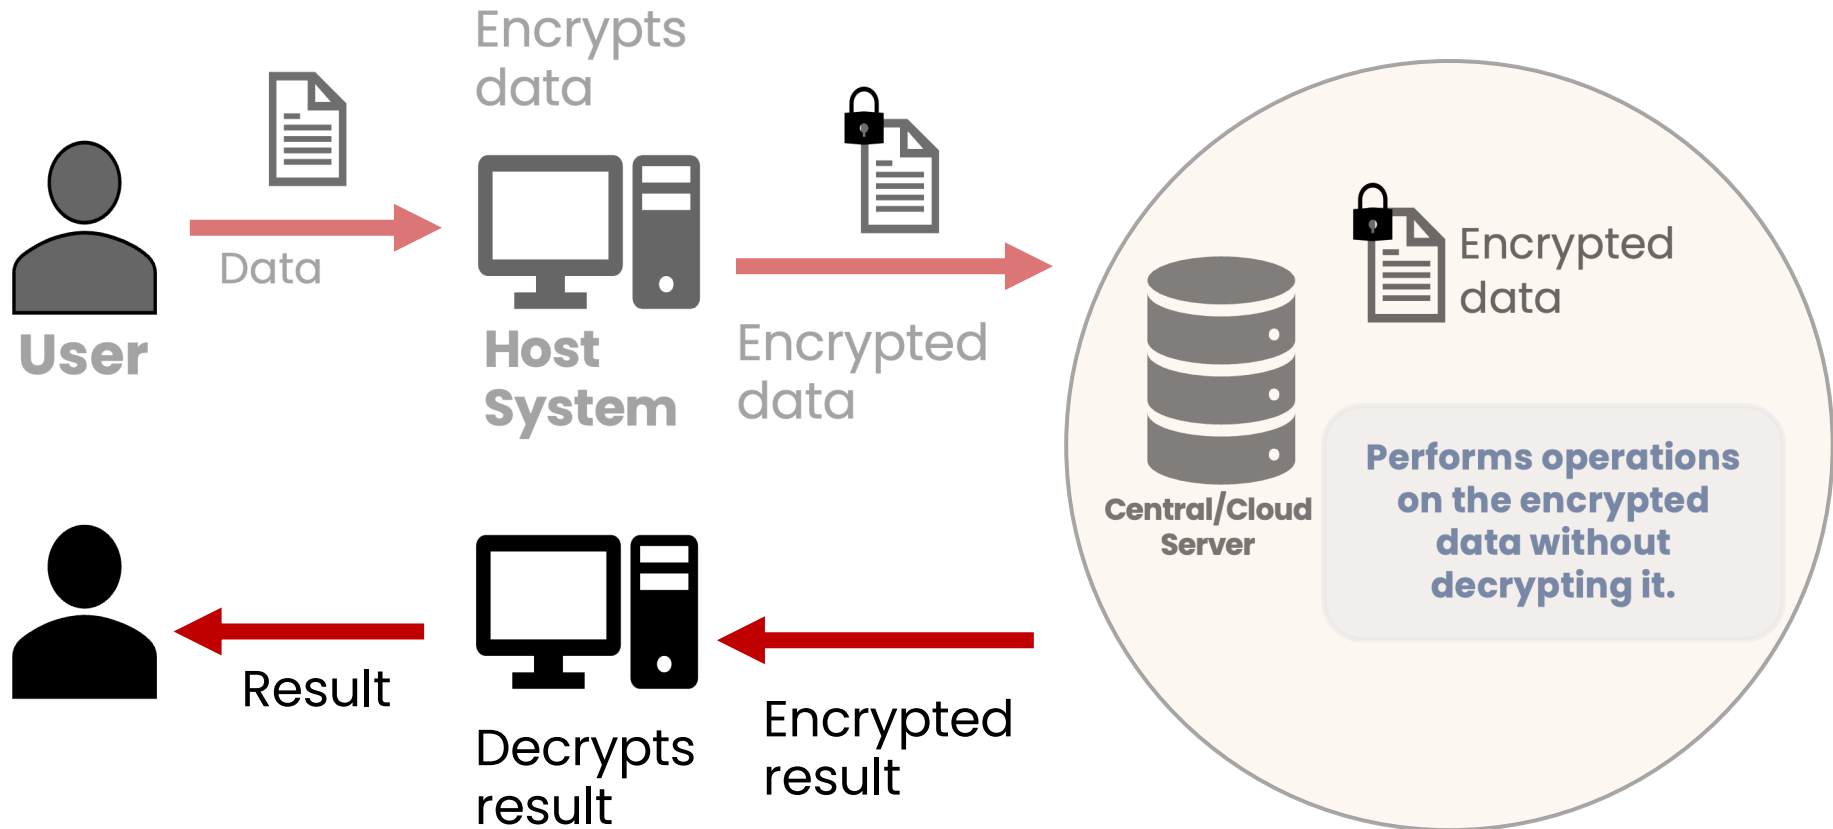 Encrypts
data
Data
User
Host
System
Encrypted
data
Encrypted
data
Central/Cloud
Server
Performs operations
on the encrypted
data without
decrypting it.
Result
Decrypts
result
Encrypted
result